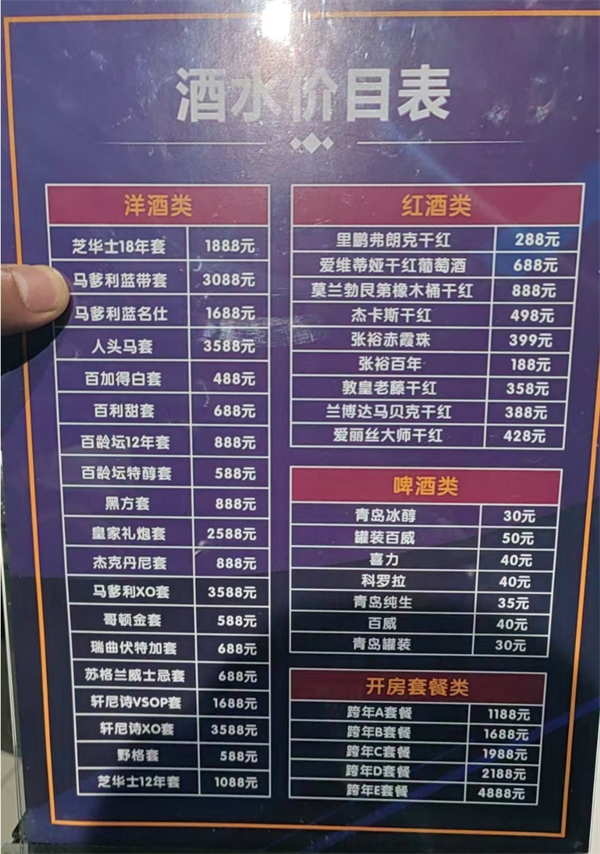 酒水价目表
洋酒类
芝华士18年套 1888元
马爹利蓝带套 3088元
马爹利蓝名仕 1688元
人头马套 3588元
百加得白套 488元
百利甜套 688元
百龄坛12年套 888元
百龄坛特醇套 588元
黑方套 888元
皇家礼炮套 2588元
杰克丹尼套 888元
马爹利XO套 3588元
哥顿金套 588元
瑞曲伏特加套 688元
苏格兰威士忌套 688元
轩尼诗VSOP套 1688元
轩尼诗XO套 3588元
野格套 588元
芝华士12年套 1088元
红酒类
里鹏弗朗克干红 288元
爱维蒂娅干红葡萄酒 688元
莫兰勃艮第橡木桶干红 888元
杰卡斯干红 498元
张裕赤霞珠 399元
张裕百年 188元
敦皇老藤干红 358元
兰博达马贝克干红 388元
爱丽丝大师干红 428元
啤酒类
青岛冰醇 30元
罐装百威 50元
喜力 40元
科罗拉 40元
青岛纯生 35元
百威 40元
青岛罐装 30元
开房套餐类
跨年A套餐 1188元
跨年B套餐 1688元
跨年C套餐 1988元
跨年D套餐 2188元
跨年E套餐 4888元